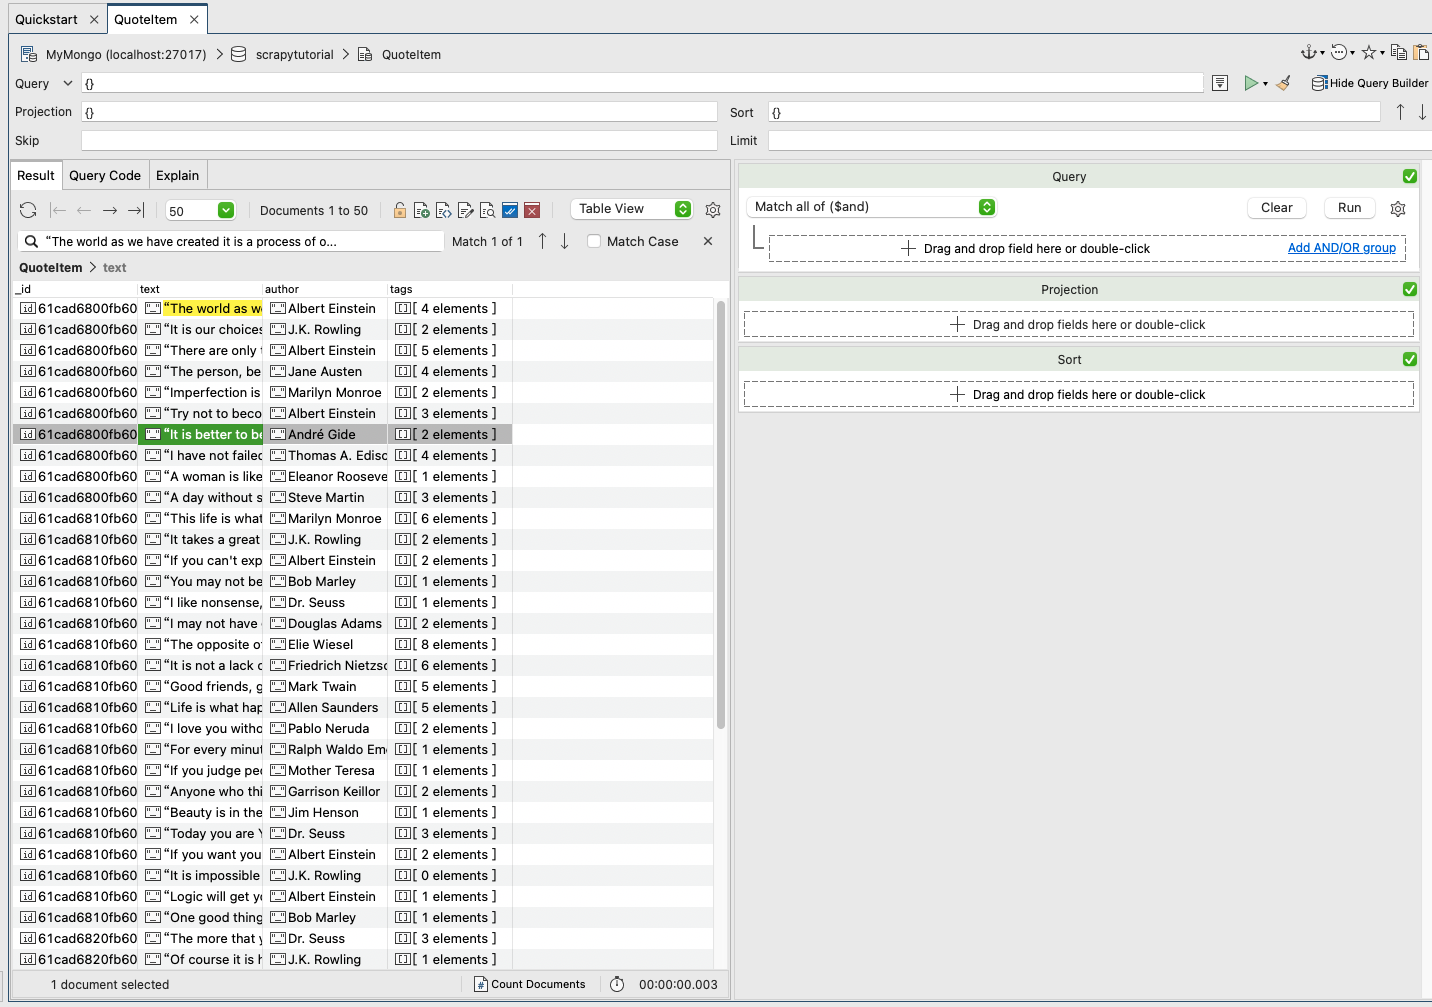 Quickstart × QuoteItem ×
MyMongo (localhost:27017) > scrapytutorial > QuoteItem
Query {} Hide Query Builder
Projection {} Sort {}
Skip Limit
Result Query Code Explain
50 Documents 1 to 50 Table View
“The world as we have created it is a process of o... Match 1 of 1 Match Case ×
QuoteItem > text
_id text author tags
61cad6800fb60 “The world as w Albert Einstein [ 4 elements ]
61cad6800fb60 “It is our choices J.K. Rowling [ 2 elements ]
61cad6800fb60 “There are only Albert Einstein [ 5 elements ]
61cad6800fb60 “The person, be Jane Austen [ 4 elements ]
61cad6800fb60 “Imperfection is Marilyn Monroe [ 2 elements ]
61cad6800fb60 “Try not to beco Albert Einstein [ 3 elements ]
61cad6800fb60 “It is better to be André Gide [ 2 elements ]
61cad6800fb60 “I have not failed Thomas A. Edisc [ 4 elements ]
61cad6800fb60 “A woman is like Eleanor Rooseve [ 1 elements ]
61cad6800fb60 “A day without s Steve Martin [ 3 elements ]
61cad6810fb60 “This life is what Marilyn Monroe [ 6 elements ]
61cad6810fb60 “It takes a great J.K. Rowling [ 2 elements ]
61cad6810fb60 “If you can't exp Albert Einstein [ 2 elements ]
61cad6810fb60 “You may not be Bob Marley [ 1 elements ]
61cad6810fb60 “I like nonsense, Dr. Seuss [ 1 elements ]
61cad6810fb60 “I may not have Douglas Adams [ 2 elements ]
61cad6810fb60 “The opposite o Elie Wiesel [ 8 elements ]
61cad6810fb60 “It is not a lack c Friedrich Nietzsc [ 6 elements ]
61cad6810fb60 “Good friends, g Mark Twain [ 5 elements ]
61cad6810fb60 “Life is what hap Allen Saunders [ 5 elements ]
61cad6810fb60 “I love you witho Pablo Neruda [ 2 elements ]
61cad6810fb60 “For every minut Ralph Waldo Em [ 1 elements ]
61cad6810fb60 “If you judge pe Mother Teresa [ 1 elements ]
61cad6810fb60 “Anyone who thi Garrison Keillor [ 2 elements ]
61cad6810fb60 “Beauty is in the Jim Henson [ 1 elements ]
61cad6810fb60 “Today you are Y Dr. Seuss [ 3 elements ]
61cad6810fb60 “If you want you Albert Einstein [ 2 elements ]
61cad6810fb60 “It is impossible J.K. Rowling [ 0 elements ]
61cad6810fb60 “Logic will get y Albert Einstein [ 1 elements ]
61cad6810fb60 “One good thing Bob Marley [ 1 elements ]
61cad6820fb60 “The more that y Dr. Seuss [ 3 elements ]
61cad6820fb60 “Of course it is h J.K. Rowling [ 1 elements ]
1 document selected Count Documents 00:00:00.003
Query
Match all of ($and) Clear Run
Drag and drop field here or double-click Add AND/OR group
Projection
Drag and drop fields here or double-click
Sort
Drag and drop fields here or double-click